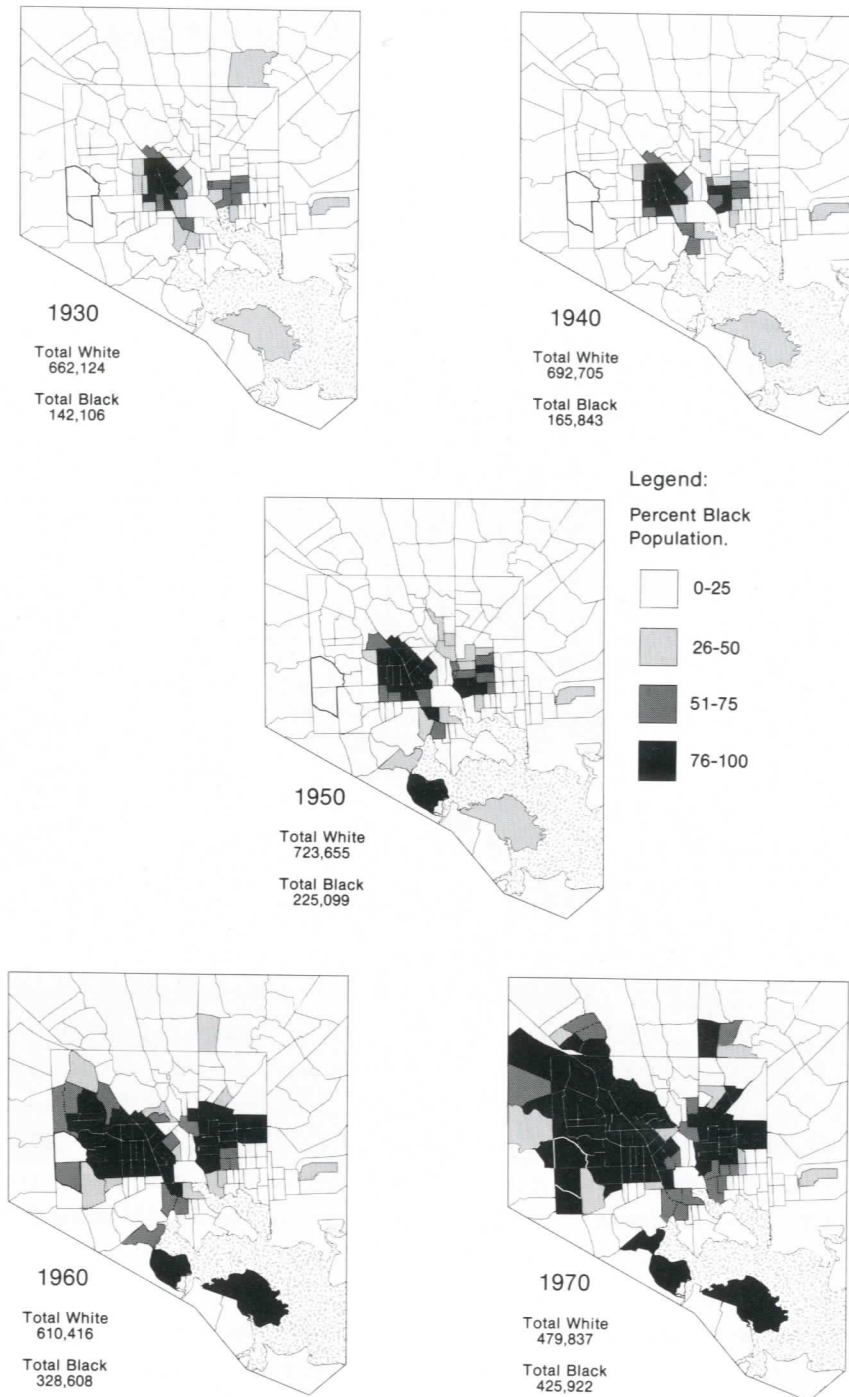 1930
Total White
662,124
Total Black
142,106
1940
Total White
692,705
Total Black
165,843
Legend:
Percent Black
Population.
0-25
26-50
51-75
76-100
1950
Total White
723,655
Total Black
225,099
1960
Total White
610,416
Total Black
328,608
1970
Total White
479,837
Total Black
425,922